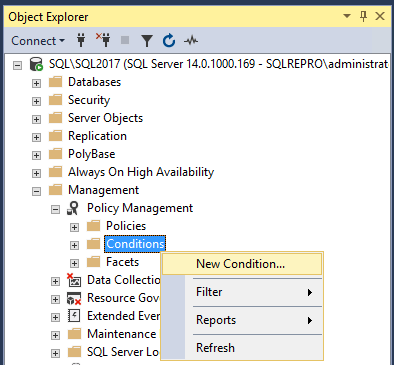 Object Explorer
Connect
SQL\SQL2017 (SQL Server 14.0.1000.169 - SQLREPRO\administrat
Databases
Security
Server Objects
Replication
PolyBase
Always On High Availability
Management
Policy Management
Policies
Conditions
Facets
New Condition...
Data Collection
Filter
Resource Gov
Extended Ever
Reports
Maintenance
SQL Server Lo
Refresh